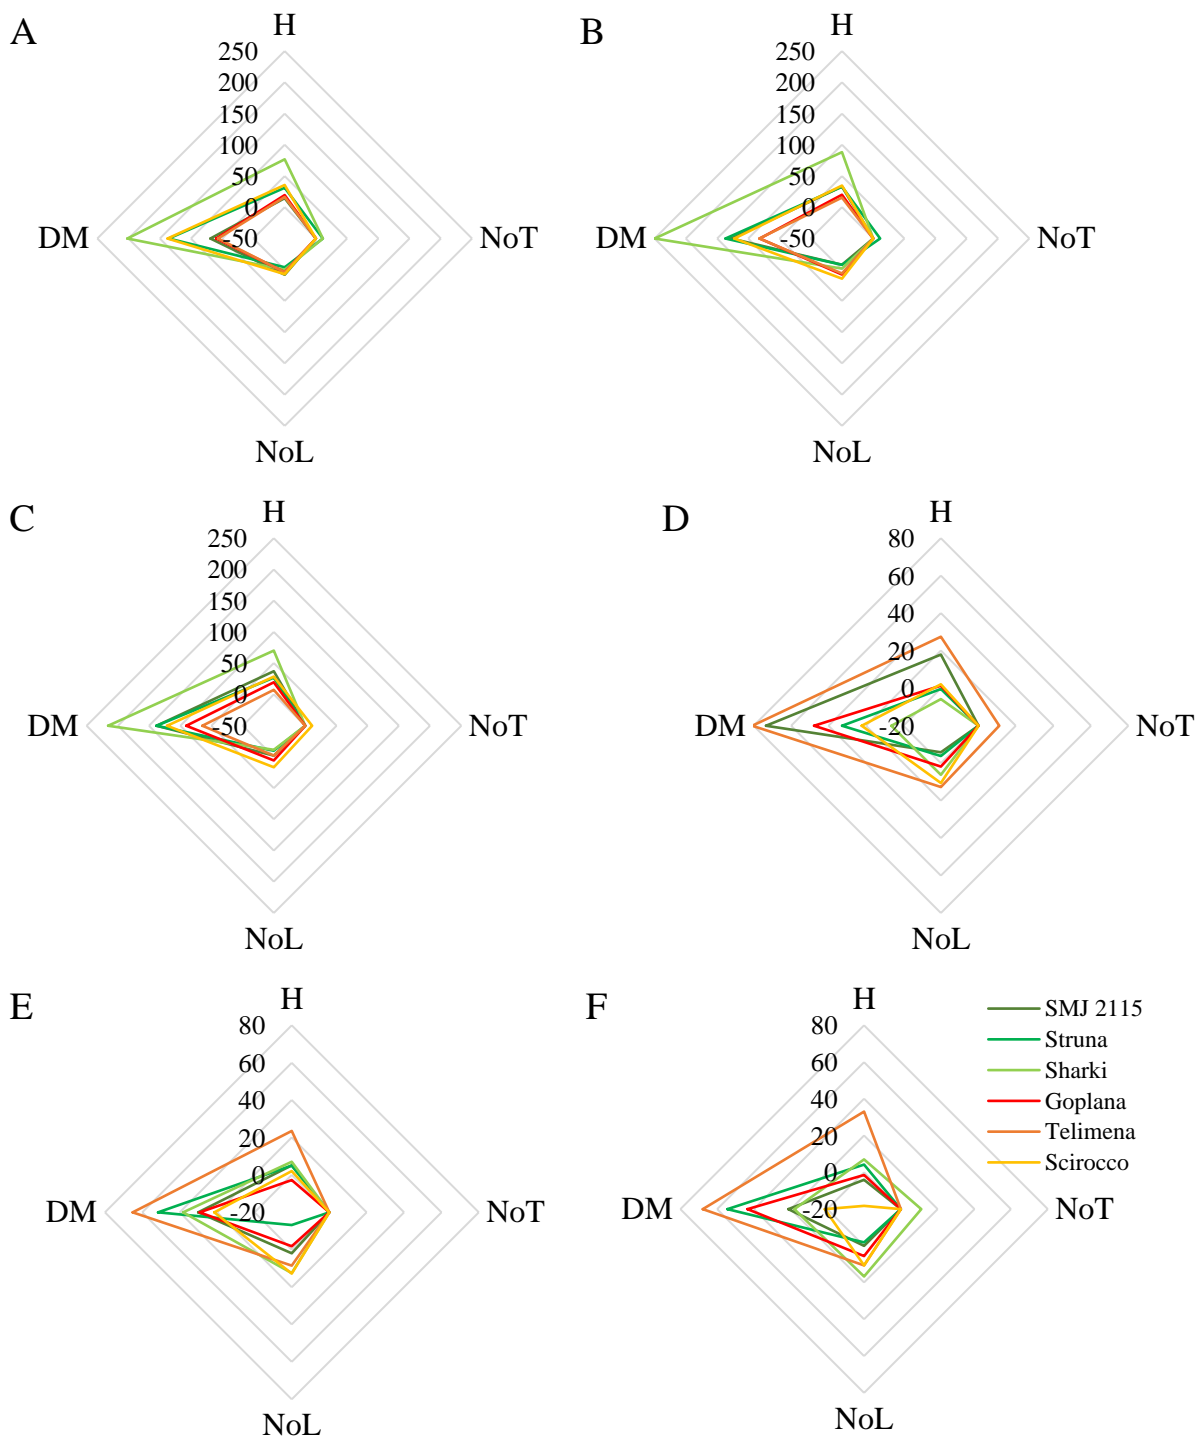 A
H
250
200
150
100
50
0
-50
DM
NoT
NoL
B
H
250
200
150
100
50
0
-50
DM
NoT
NoL
C
H
250
200
150
100
50
0
-50
DM
NoT
NoL
D
H
80
60
40
20
0
-20
DM
NoT
NoL
E
H
80
60
40
20
0
-20
DM
NoT
NoL
F
H
80
60
40
20
0
-20
DM
NoT
NoL
SMJ 2115
Struna
Sharki
Goplana
Telimena
Scirocco